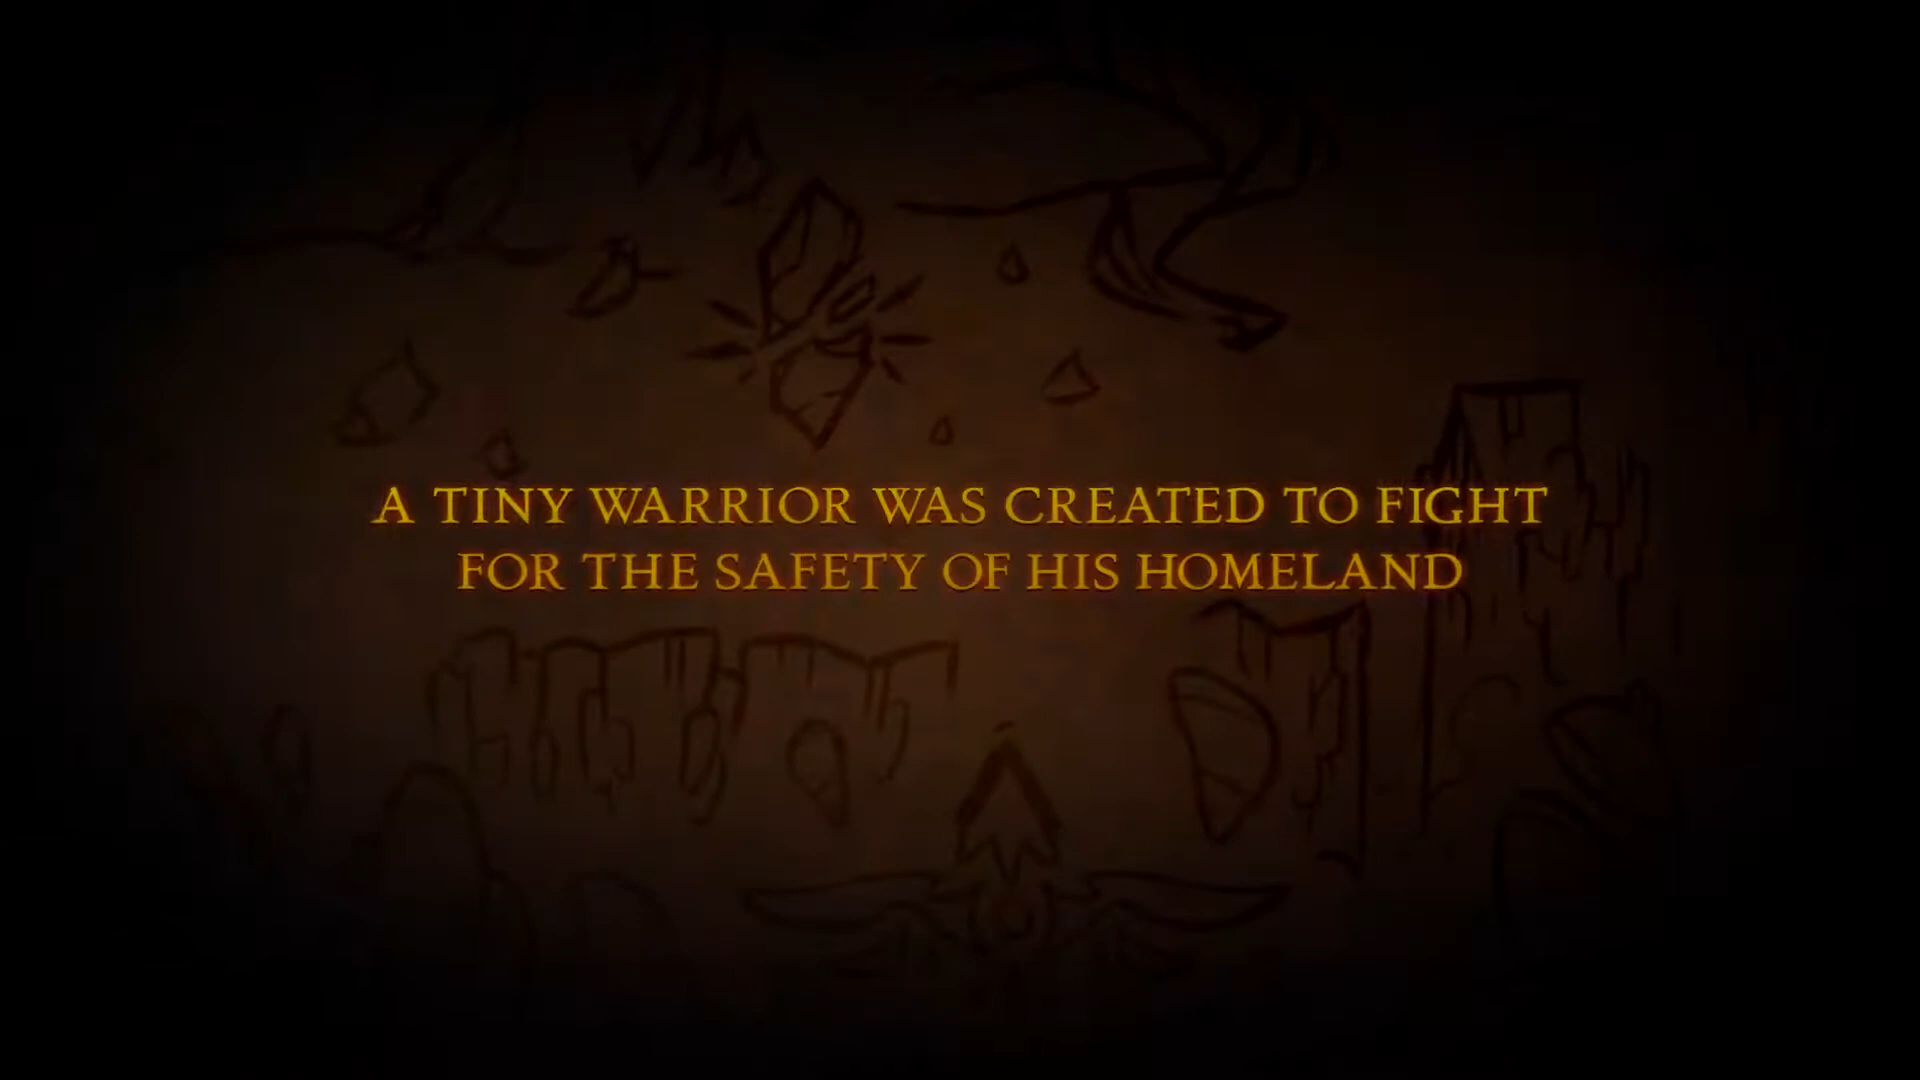 A TINY WARRIOR WAS CREATED TO FIGHT
FOR THE SAFETY OF HIS HOMELAND